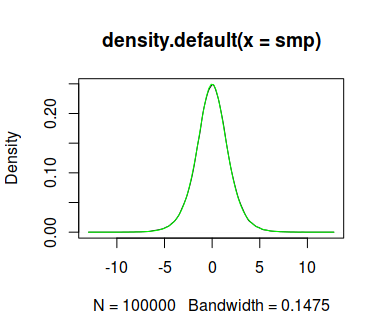 density.default(x = smp)
Density
0.20
0.10
0.00
-10 -5 0 5 10
N = 100000 Bandwidth = 0.1475